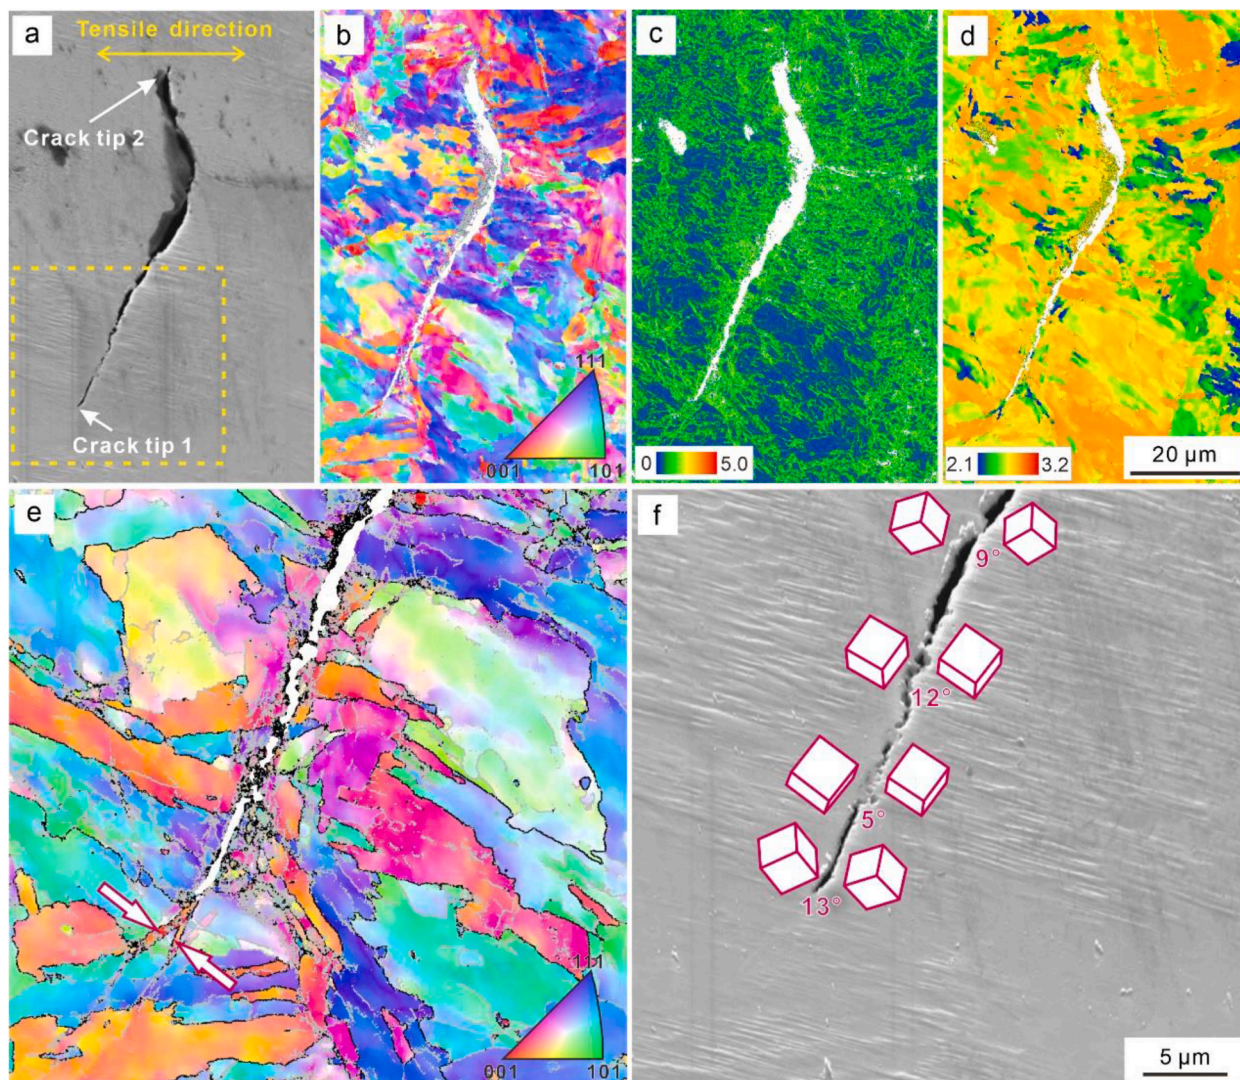 a
Tensile direction
Crack tip 2
Crack tip 1
b
111
001
101
c
0
5.0
d
2.1
3.2
20 µm
e
111
001
101
f
9°
12°
5°
13°
5 µm